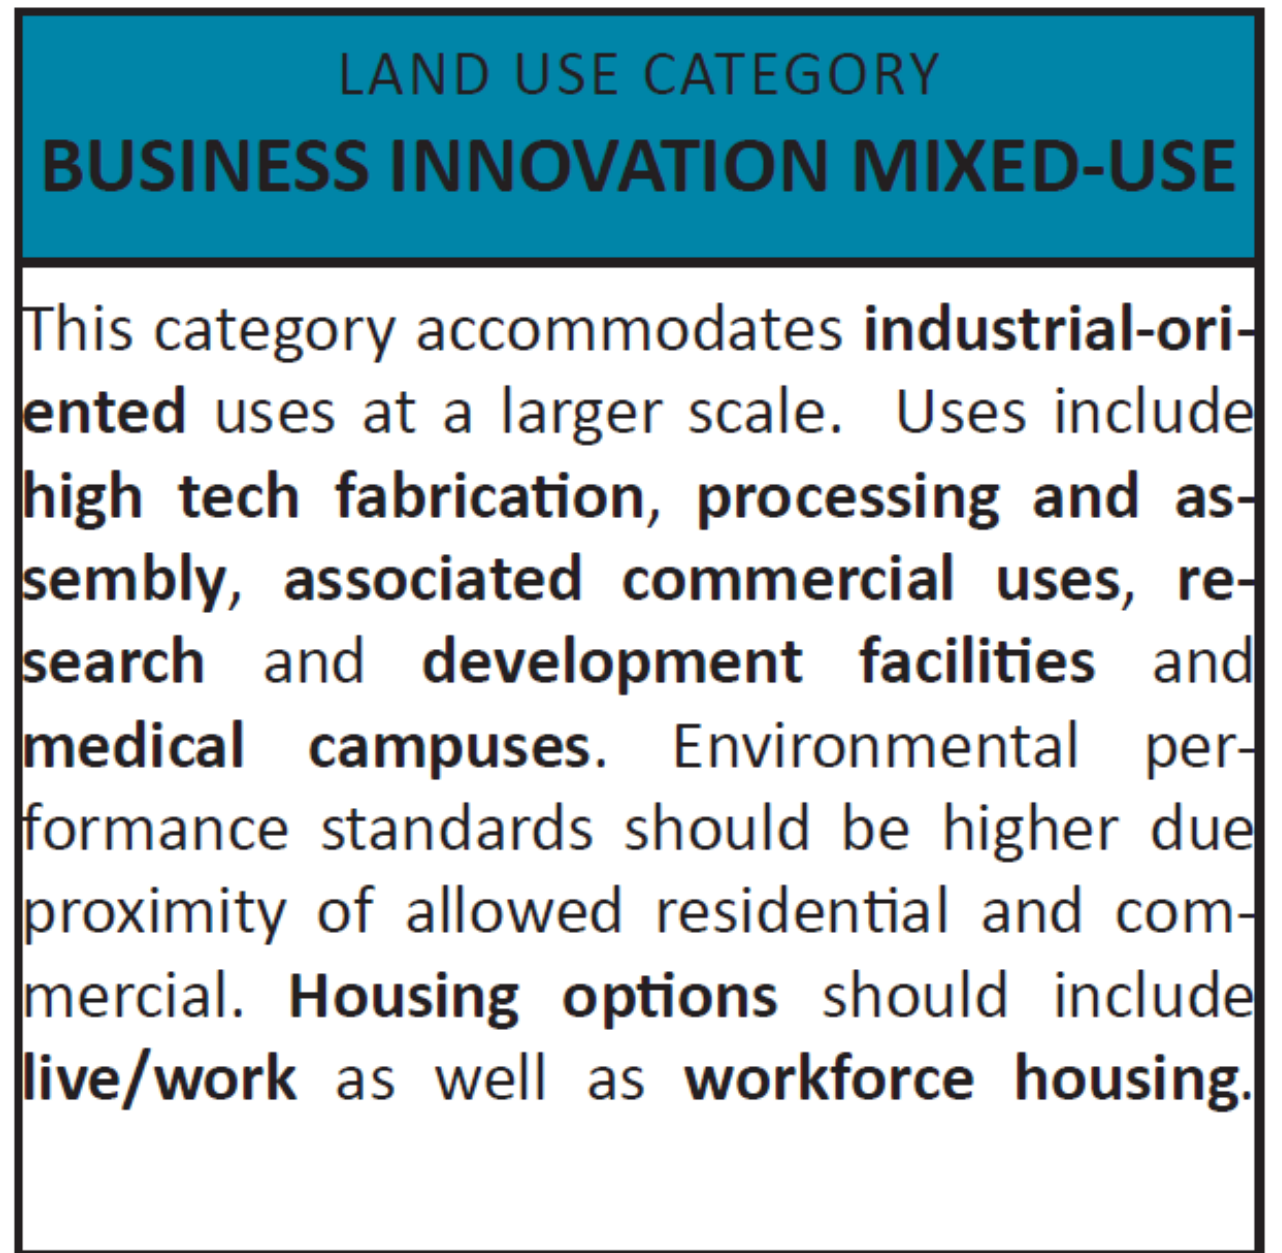 LAND USE CATEGORY
BUSINESS INNOVATION MIXED-USE
This category accommodates industrial-ori-
ented uses at a larger scale.  Uses include
high tech fabrication, processing and as-
sembly, associated commercial uses, re-
search and development facilities and
medical campuses. Environmental per-
formance standards should be higher due
proximity of allowed residential and com-
mercial. Housing options should include
live/work as well as workforce housing.